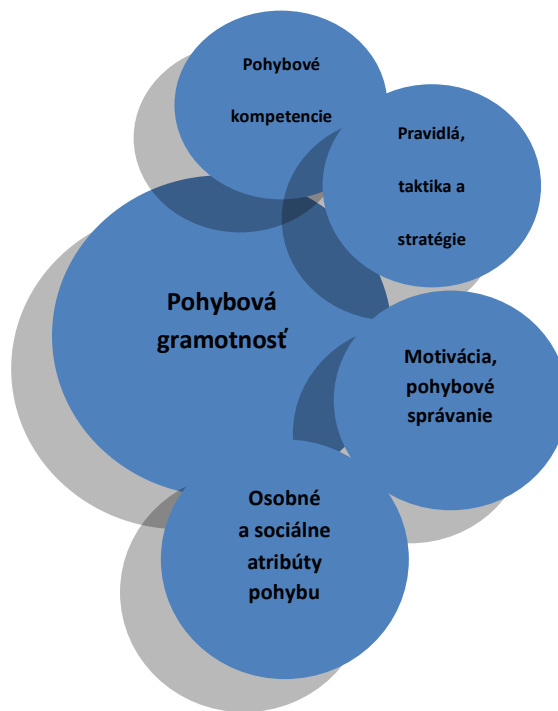 Pohybové
kompetencie
Pravidlá,
taktika a
stratégie
Pohybová
gramotnosť
Motivácia,
pohybové
správanie
Osobné
a sociálne
atribúty
pohybu